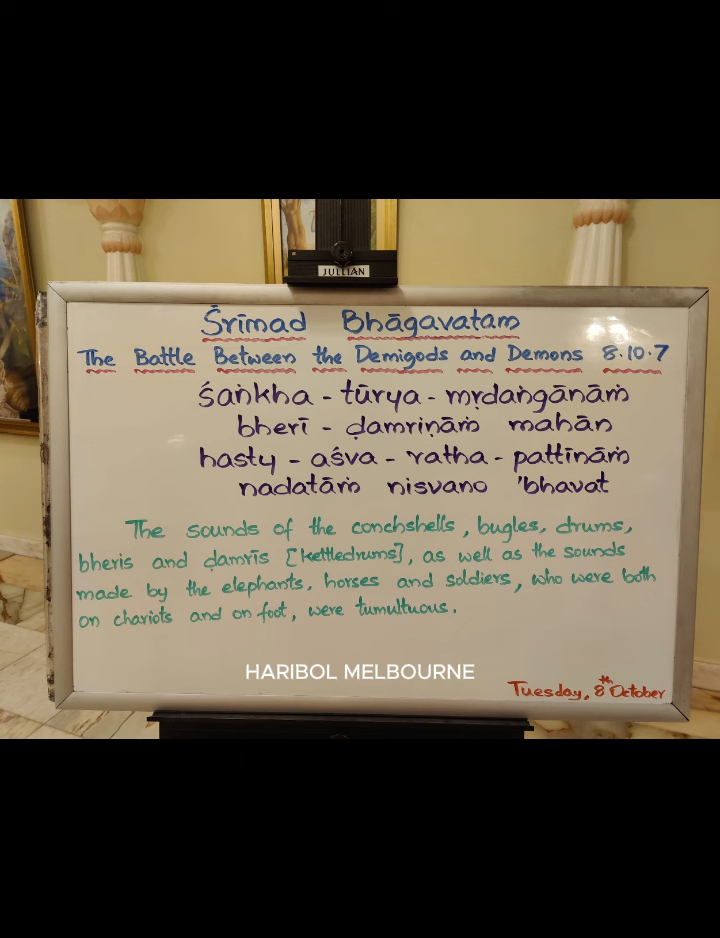 JULLIAN
Śrīmad Bhāgavatam
The Battle Between the Demigods and Demons 8.10.7
śaṅkha - tūrya - mṛdaṅgānāṁ
bherī - ḍamriṇāṁ mahān
hasty - aśva - ratha - pattīnāṁ
nadatāṁ nisvano 'bhavat
The sounds of the conchshells, bugles, drums,
bheris and ḍamrīs [kettledrums], as well as the sounds
made by the elephants, horses and soldiers, who were both
on chariots and on foot, were tumultuous.
HARIBOL MELBOURNE
Tuesday, 8th October